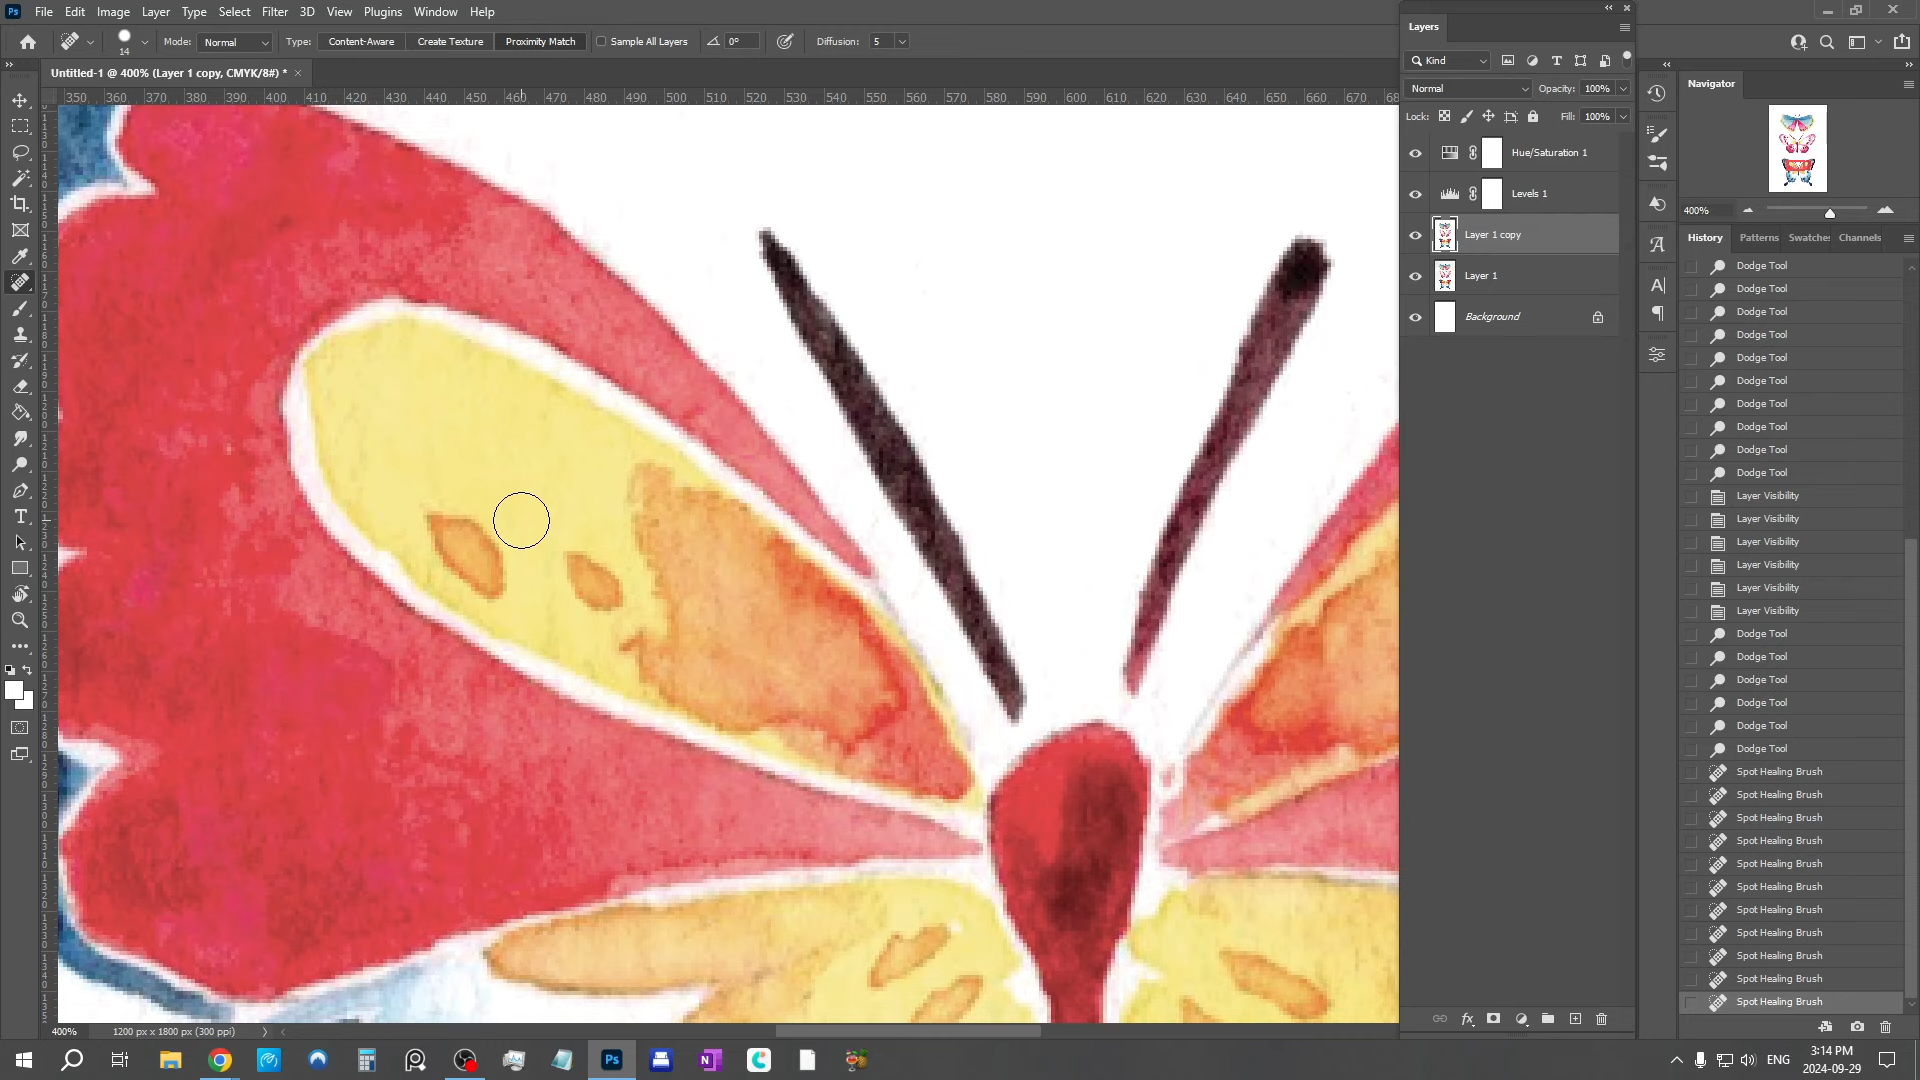 Ps File Edit Image Layer Type Select Filter 3D View Plugins Window Help
14 Mode: Normal Type: Content-Aware Create Texture Proximity Match Sample All Layers 0° Diffusion: 5
Untitled-1 @ 400% (Layer 1 copy, CMYK/8#) *
350 360 370 380 390 400 410 420 430 440 450 460 470 480 490 500 510 520 530 540 550 560 570 580 590 600 610 620 630 640 650 660 670
Layers
Kind
Normal Opacity: 100%
Lock: Fill: 100%
Hue/Saturation 1
Levels 1
Layer 1 copy
Layer 1
Background
Navigator
400%
History Patterns Swatches Channels
Dodge Tool
Dodge Tool
Dodge Tool
Dodge Tool
Dodge Tool
Dodge Tool
Dodge Tool
Dodge Tool
Dodge Tool
Dodge Tool
Layer Visibility
Layer Visibility
Layer Visibility
Layer Visibility
Layer Visibility
Layer Visibility
Dodge Tool
Dodge Tool
Dodge Tool
Dodge Tool
Dodge Tool
Dodge Tool
Spot Healing Brush
Spot Healing Brush
Spot Healing Brush
Spot Healing Brush
Spot Healing Brush
Spot Healing Brush
Spot Healing Brush
Spot Healing Brush
Spot Healing Brush
Spot Healing Brush
Spot Healing Brush
400% 1200 px x 1800 px (300 ppi)
Ps
ENG
3:14 PM
2024-09-29